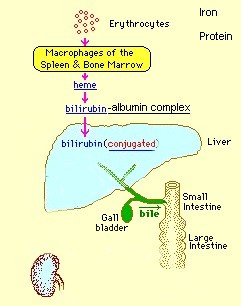 Iron
Erythrocytes
Protein
Macrophages of the
Spleen & Bone Marrow
heme
bilirubin-albumin complex
bilirubin(conjugated)
Liver
bile
Small
Intestine
Gall
bladder
Large
Intestine